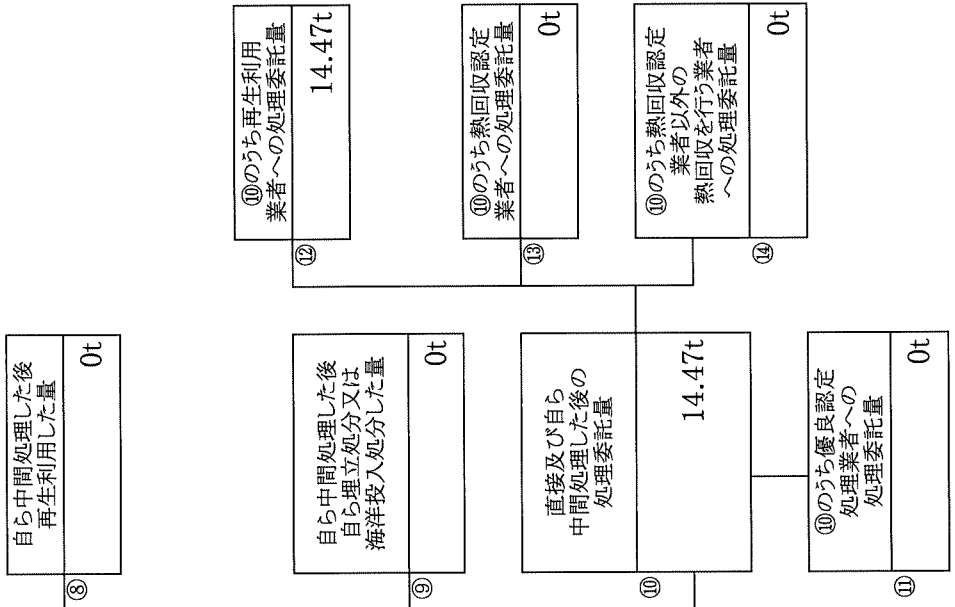 ⑧
自ら中間処理した後
再生利用した量
0t
⑨
自ら中間処理した後
自ら埋立処分又は
海洋投入処分した量
0t
⑩
直接及び自ら
中間処理した後の
処理委託量
14.47t
⑪
⑩のうち優良認定
処理業者への
処理委託量
0t
⑫
⑩のうち再生利用
業者への処理委託量
14.47t
⑬
⑩のうち熱回収認定
業者への処理委託量
0t
⑭
⑩のうち熱回収認定
業者以外の
熱回収を行う業者
への処理委託量
0t